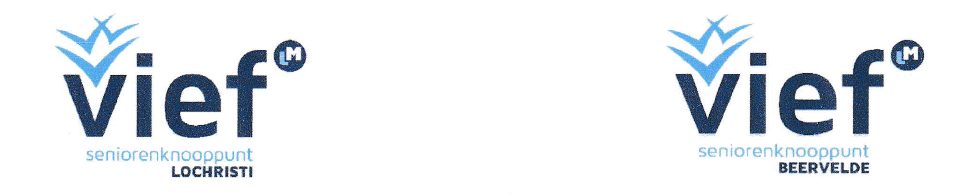 vief LM
seniorenknooppunt
LOCHRISTI
vief LM
seniorenknooppunt
BEERVELDE